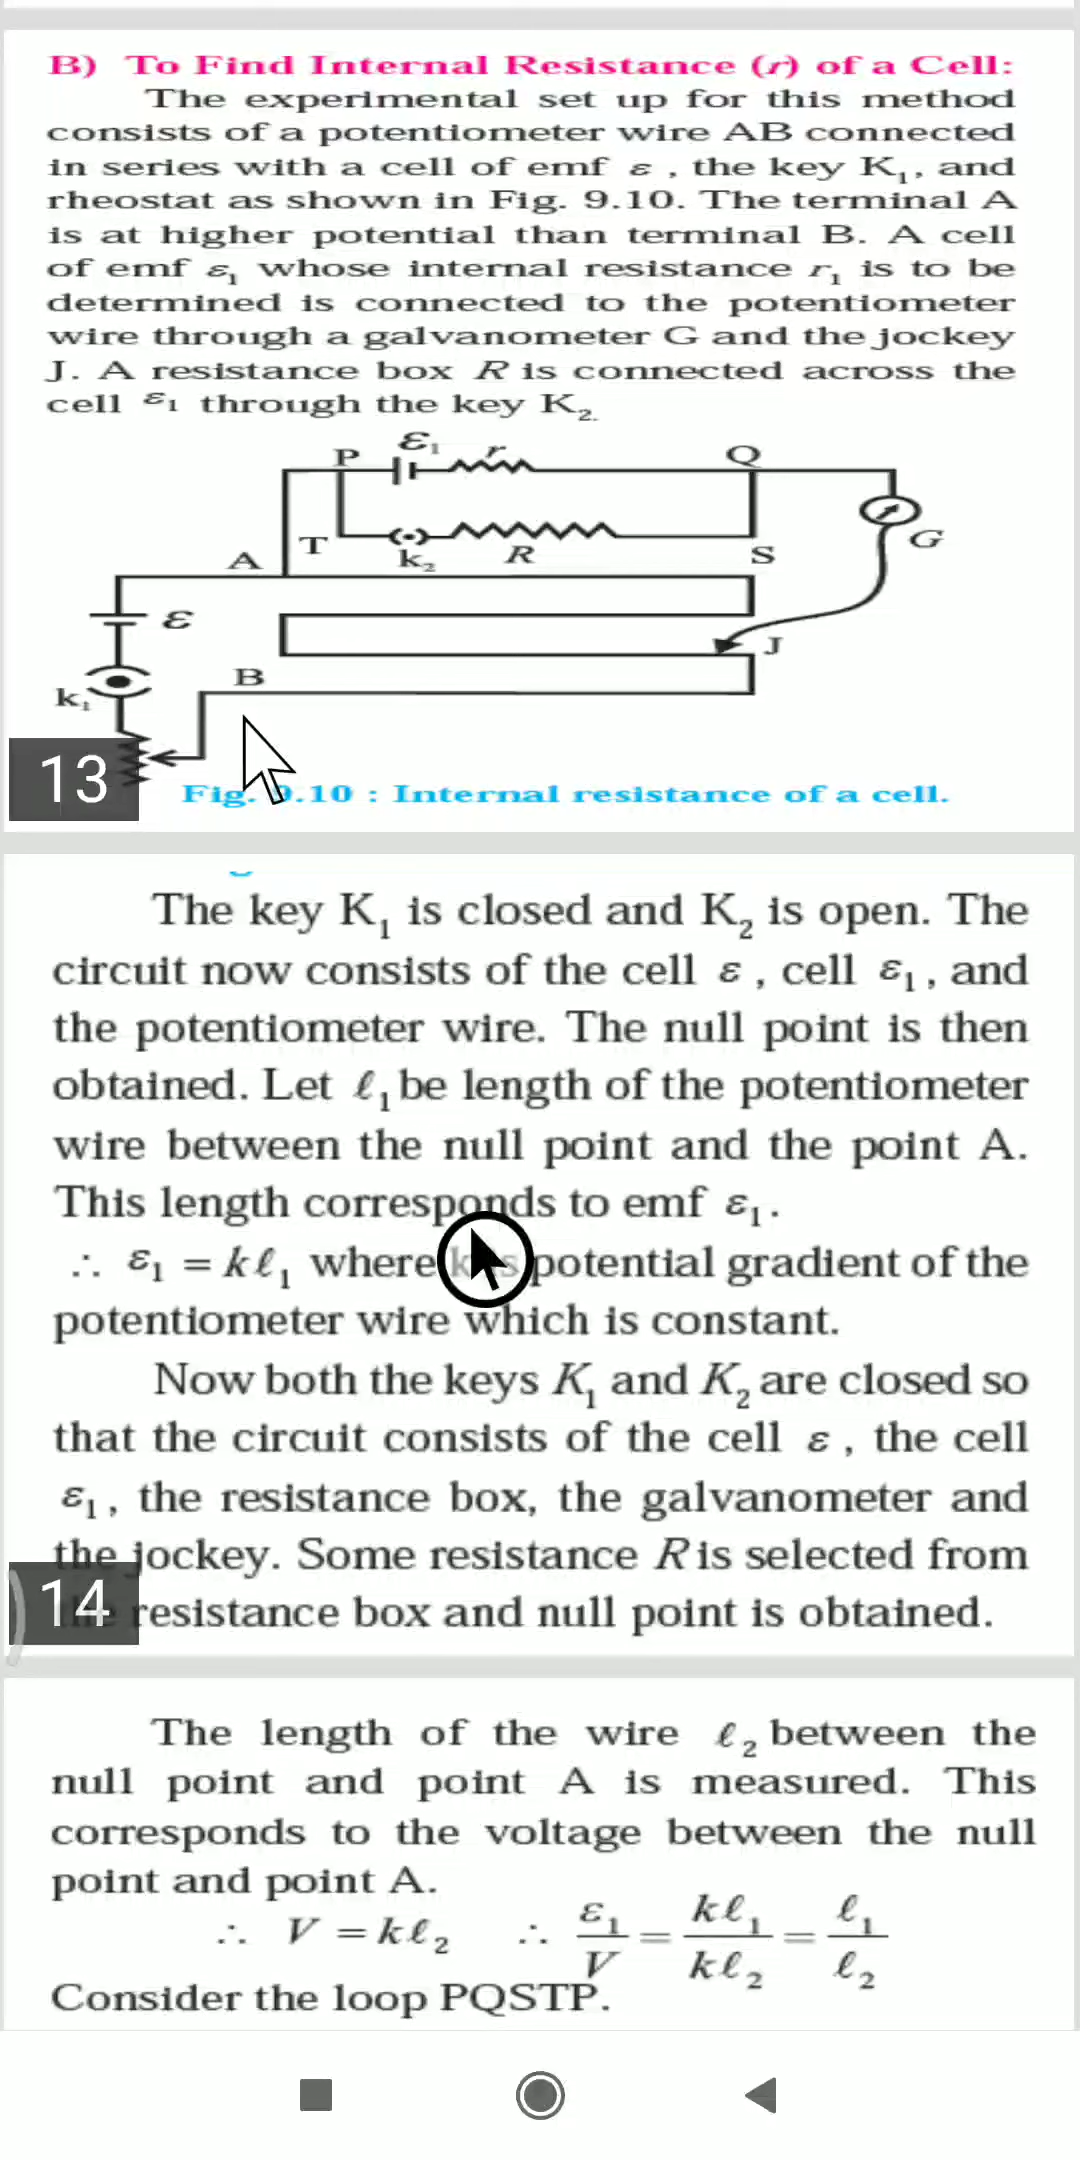 B) To Find Internal Resistance (r) of a Cell:
The experimental set up for this method
consists of a potentiometer wire AB connected
in series with a cell of emf ε , the key K₁, and
rheostat as shown in Fig. 9.10. The terminal A
is at higher potential than terminal B. A cell
of emf ε₁ whose internal resistance r₁ is to be
determined is connected to the potentiometer
wire through a galvanometer G and the jockey
J. A resistance box R is connected across the
cell ε₁ through the key K₂.
P ε₁ r Q
G
A T k₂ R S
ε
J
B
k₁
13
Fig. 9.10 : Internal resistance of a cell.
The key K₁ is closed and K₂ is open. The
circuit now consists of the cell ε , cell ε₁ , and
the potentiometer wire. The null point is then
obtained. Let ℓ₁ be length of the potentiometer
wire between the null point and the point A.
This length corresponds to emf ε₁ .
∴ ε₁ = kℓ₁ where k is potential gradient of the
potentiometer wire which is constant.
Now both the keys K₁ and K₂ are closed so
that the circuit consists of the cell ε , the cell
ε₁ , the resistance box, the galvanometer and
the jockey. Some resistance R is selected from
14
the resistance box and null point is obtained.
The length of the wire ℓ₂ between the
null point and point A is measured. This
corresponds to the voltage between the null
point and point A.
∴ V = kℓ₂ ∴ ε₁/V = kℓ₁/kℓ₂ = ℓ₁/ℓ₂
Consider the loop PQSTP.